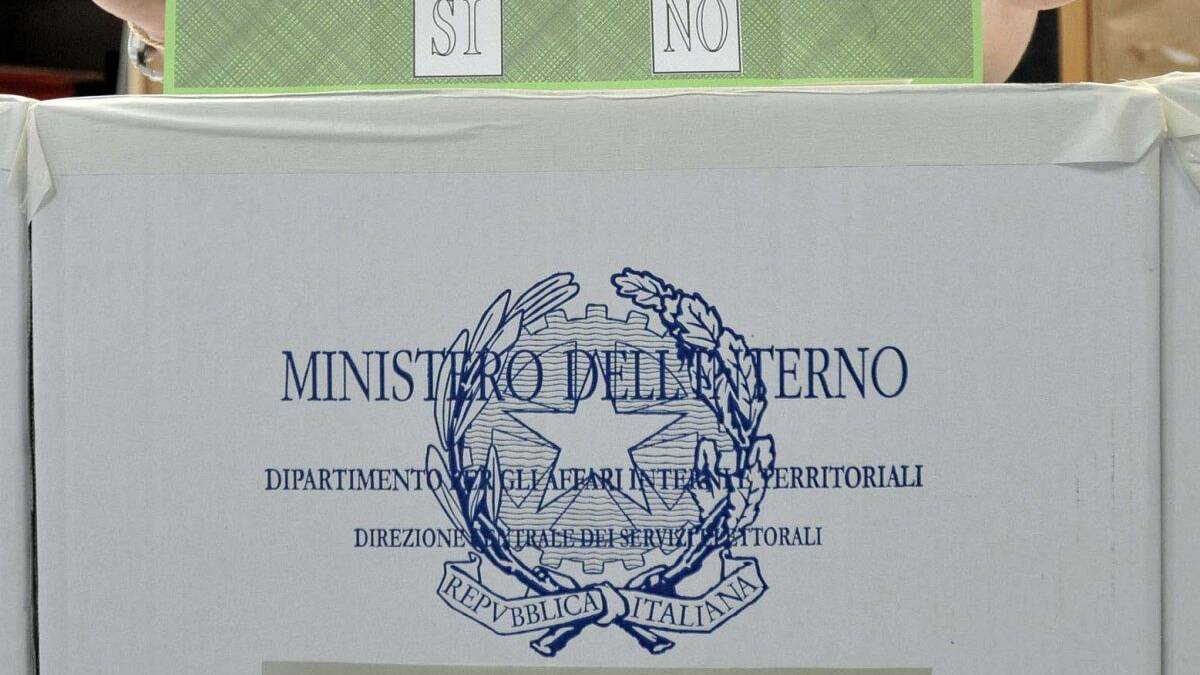 SI NO
MINISTERO DELL'INTERNO
DIPARTIMENTO PER GLI AFFARI INTERNI E TERRITORIALI
DIREZIONE CENTRALE DEI SERVIZI ELETTORALI
REPVBBLICA ITALIANA